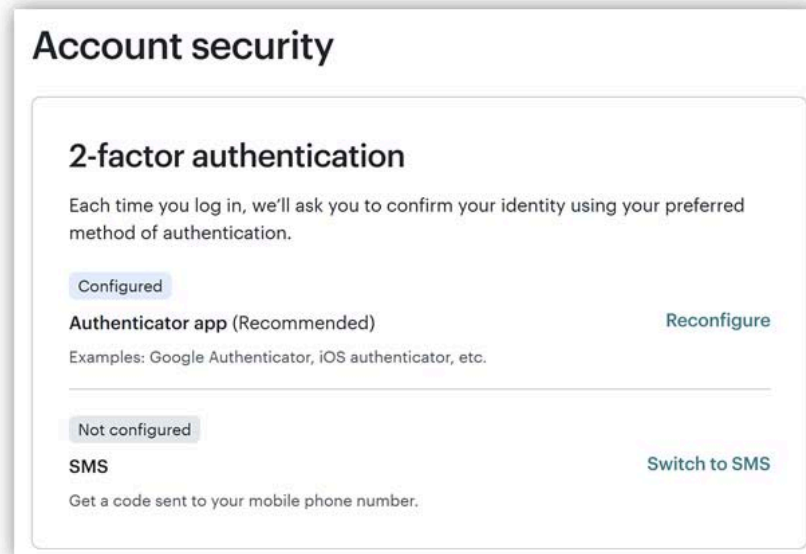 Account security
2-factor authentication
Each time you log in, we'll ask you to confirm your identity using your preferred
method of authentication.
Configured
Authenticator app (Recommended)
Reconfigure
Examples: Google Authenticator, iOS authenticator, etc.
Not configured
SMS
Switch to SMS
Get a code sent to your mobile phone number.